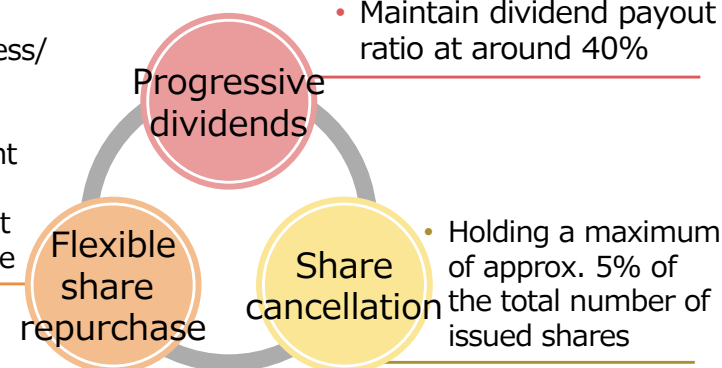 • Maintain dividend payout
ratio at around 40%
Progressive
dividends
Flexible
share
repurchase
Share
cancellation
• Holding a maximum
of approx. 5% of
the total number of
issued shares